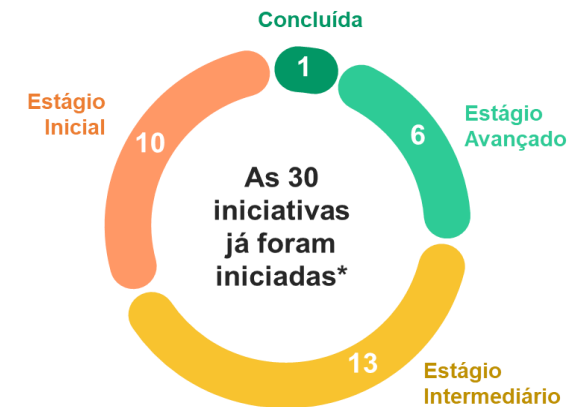 Concluída
1
Estágio
Inicial
10
6
Estágio
Avançado
As 30
iniciativas
já foram
iniciadas*
13
Estágio
Intermediário